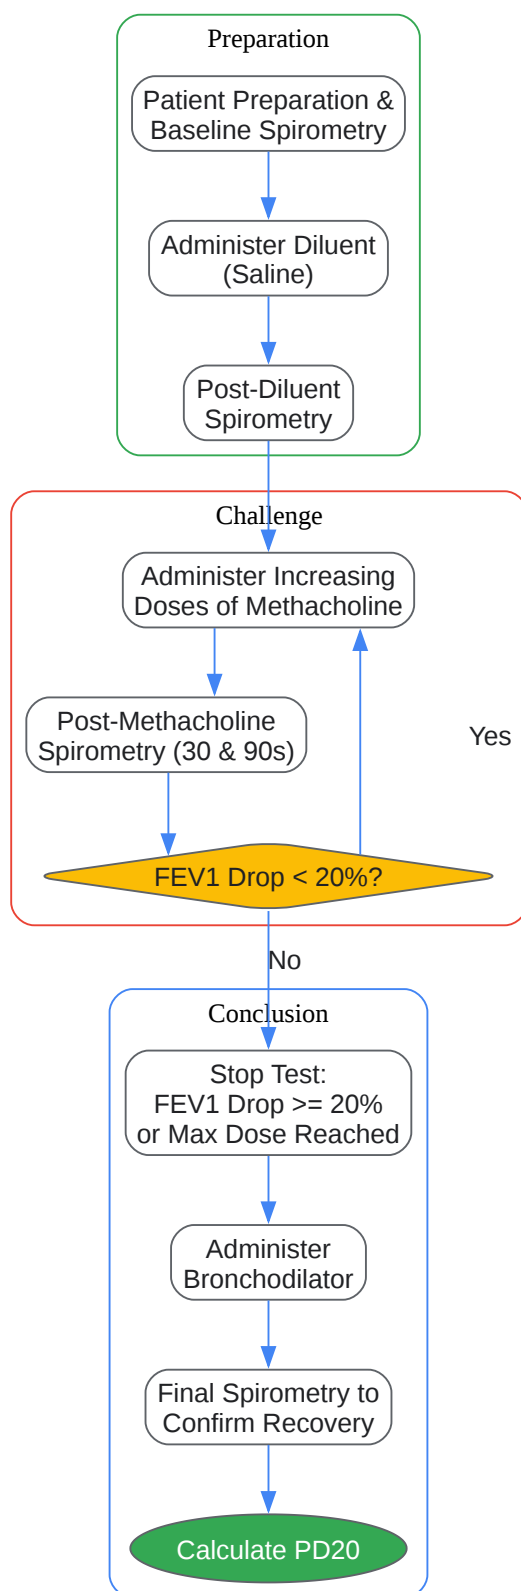 Preparation
Patient Preparation &
Baseline Spirometry
Administer Diluent
(Saline)
Post-Diluent
Spirometry
Challenge
Administer Increasing
Doses of Methacholine
Post-Methacholine
Spirometry (30 & 90s)
Yes
FEV1 Drop < 20%?
No
Conclusion
Stop Test:
FEV1 Drop >= 20%
or Max Dose Reached
Administer
Bronchodilator
Final Spirometry to
Confirm Recovery
Calculate PD20